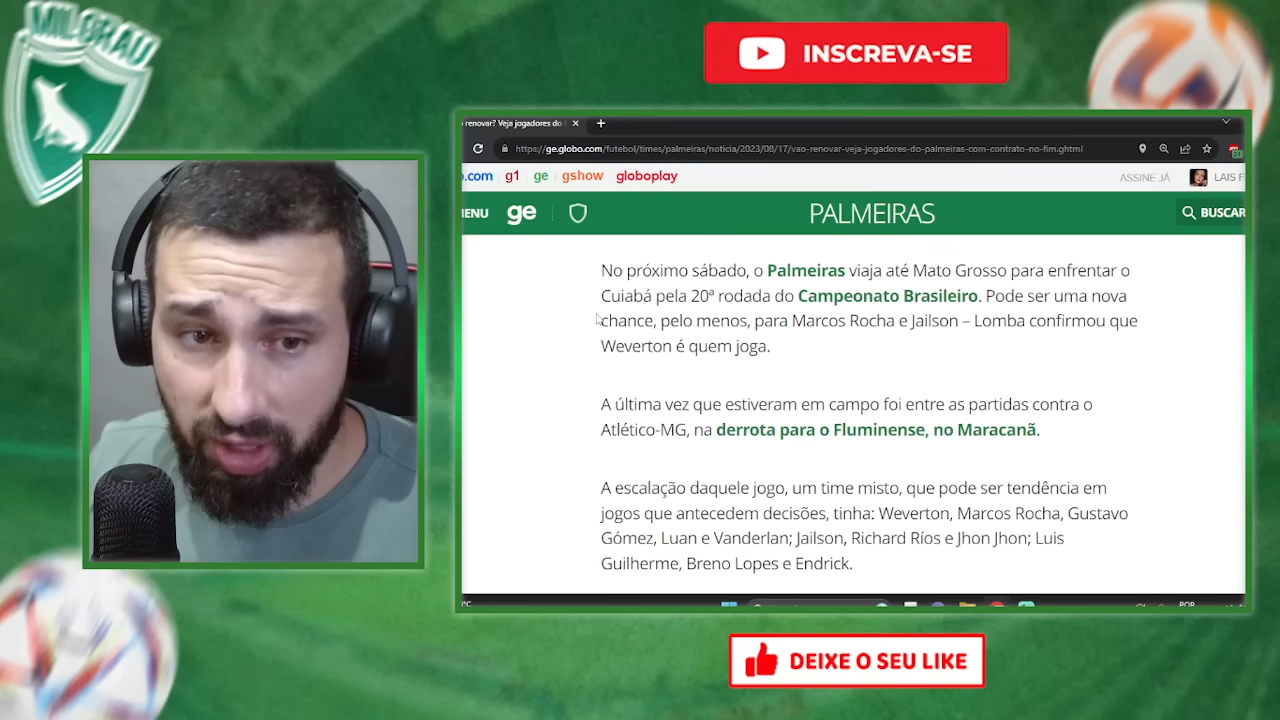 MIL GRAU
INSCREVA-SE
renovar? Veja jogadores do
https://ge.globo.com/futebol/times/palmeiras/noticia/2023/08/17/vao-renovar-veja-jogadores-do-palmeiras-com-contrato-no-fim.ghtml
.com g1 ge gshow globoplay ASSINE JÁ LAIS F
ENU ge PALMEIRAS BUSCAR
No próximo sábado, o Palmeiras viaja até Mato Grosso para enfrentar o
Cuiabá pela 20ª rodada do Campeonato Brasileiro. Pode ser uma nova
chance, pelo menos, para Marcos Rocha e Jailson – Lomba confirmou que
Weverton é quem joga.
A última vez que estiveram em campo foi entre as partidas contra o
Atlético-MG, na derrota para o Fluminense, no Maracanã.
A escalação daquele jogo, um time misto, que pode ser tendência em
jogos que antecedem decisões, tinha: Weverton, Marcos Rocha, Gustavo
Gómez, Luan e Vanderlan; Jailson, Richard Ríos e Jhon Jhon; Luis
Guilherme, Breno Lopes e Endrick.
POR
DEIXE O SEU LIKE